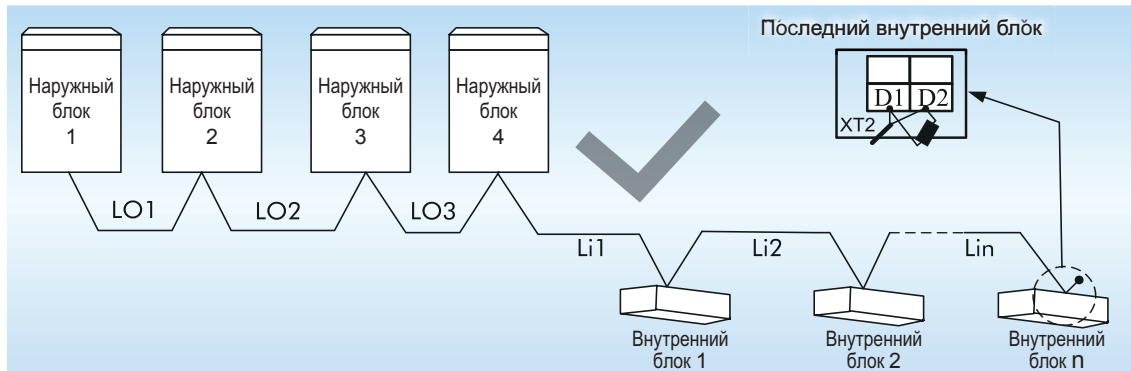 Последний внутренний блок
Наружный
блок
1
Наружный
блок
2
Наружный
блок
3
Наружный
блок
4
D1 D2
XT2
LO1
LO2
LO3
Li1
Li2
Lin
Внутренний
блок 1
Внутренний
блок 2
Внутренний
блок n